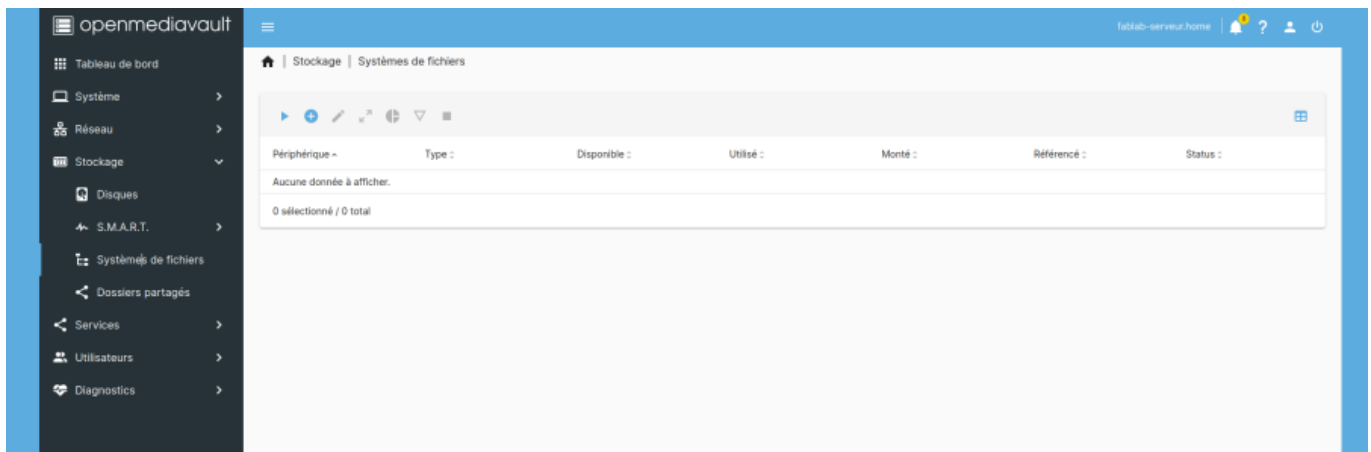 openmediavault
fablab-serveur.home
Tableau de bord
Système
Réseau
Stockage
Disques
S.M.A.R.T.
Systèmes de fichiers
Dossiers partagés
Services
Utilisateurs
Diagnostics
Stockage | Systèmes de fichiers
Périphérique Type Disponible Utilisé Monté Référencé Status
Aucune donnée à afficher.
0 sélectionné / 0 total